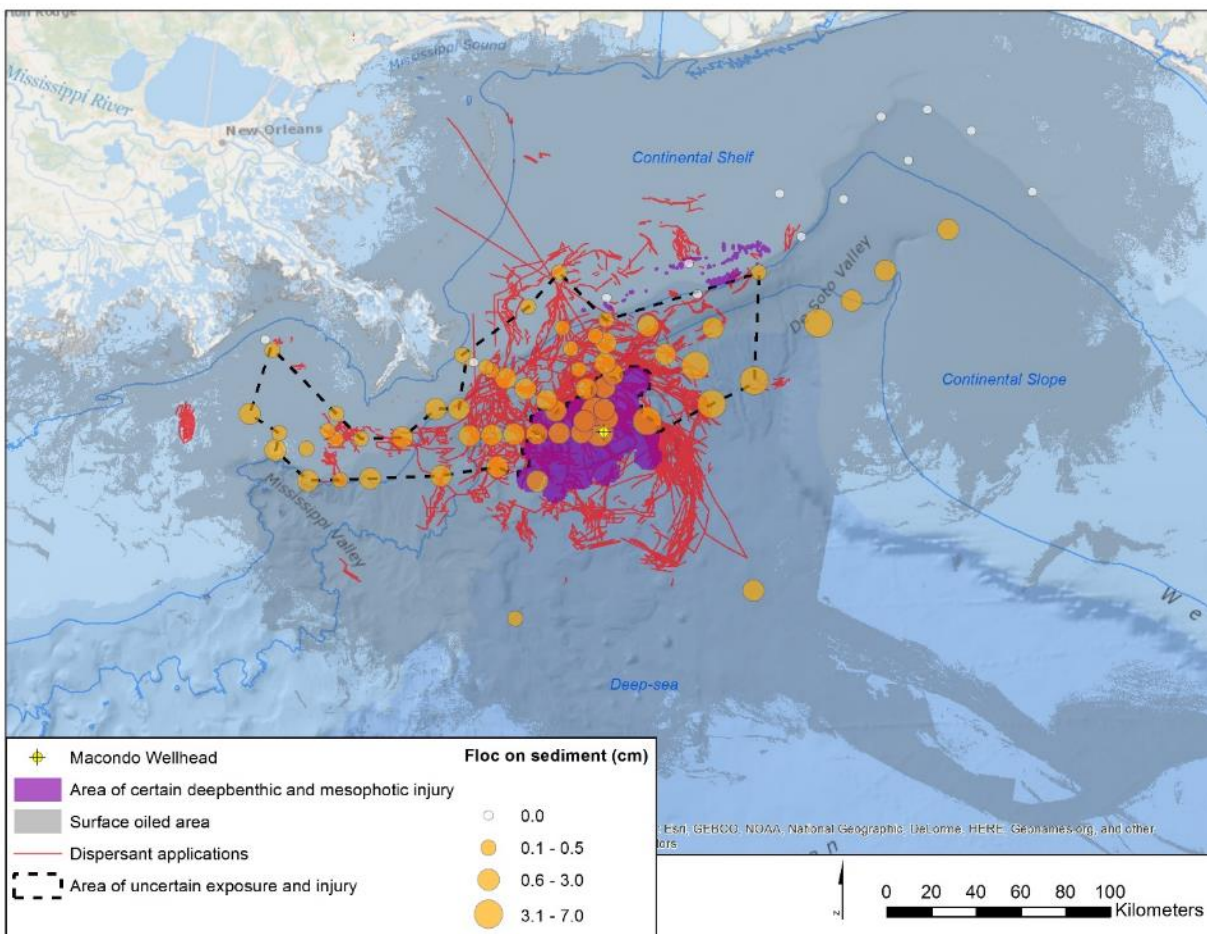 Mississippi Sound
Mississippi River
New Orleans
Continental Shelf
De Soto Valley
Continental Slope
Mississippi Valley
W e
Deep-sea
Esri, GEBCO, NOAA, National Geographic, DeLorme, HERE, Geonames.org, and other
Macondo Wellhead
Area of certain deepbenthic and mesophotic injury
Surface oiled area
Dispersant applications
Area of uncertain exposure and injury
Floc on sediment (cm)
0.0
0.1 - 0.5
0.6 - 3.0
3.1 - 7.0
N
0 20 40 60 80 100
Kilometers